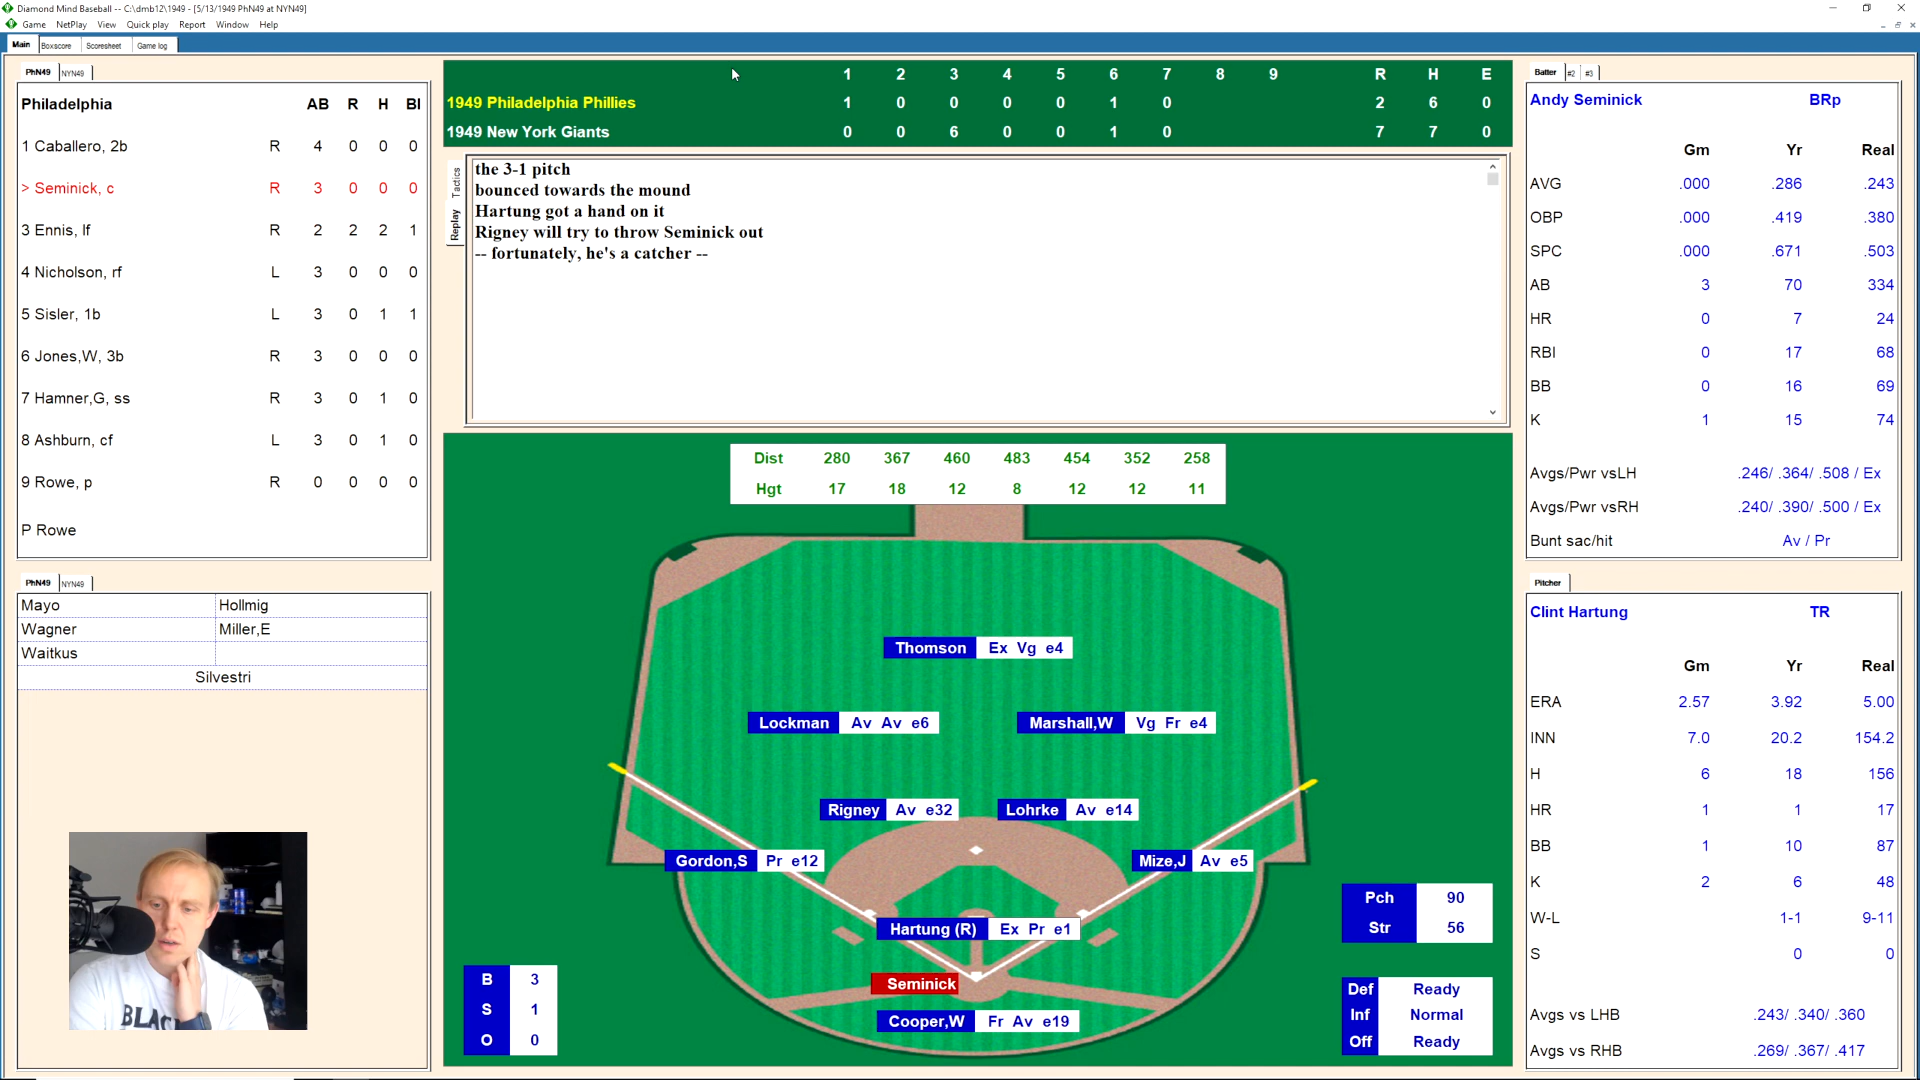 Diamond Mind Baseball -- C:\dmb12\1949 - [5/13/1949 PhN49 at NYN49]
Game NetPlay View Quick play Report Window Help
Main Boxscore Scoresheet Game log
PhN49 NYN49
Philadelphia AB R H BI
1 Caballero, 2b R 4 0 0 0
> Seminick, c R 3 0 0 0
3 Ennis, lf R 2 2 2 1
4 Nicholson, rf L 3 0 0 0
5 Sisler, 1b L 3 0 1 1
6 Jones,W, 3b R 3 0 0 0
7 Hamner,G, ss R 3 0 1 0
8 Ashburn, cf L 3 0 1 0
9 Rowe, p R 0 0 0 0
P Rowe
PhN49 NYN49
Mayo Hollmig
Wagner Miller,E
Waitkus
Silvestri
1 2 3 4 5 6 7 8 9 R H E
1949 Philadelphia Phillies 1 0 0 0 0 1 0 2 6 0
1949 New York Giants 0 0 6 0 0 1 0 7 7 0
Tactics
Replay
the 3-1 pitch
bounced towards the mound
Hartung got a hand on it
Rigney will try to throw Seminick out
-- fortunately, he's a catcher --
Dist 280 367 460 483 454 352 258
Hgt 17 18 12 8 12 12 11
Thomson Ex Vg e4
Lockman Av Av e6
Marshall,W Vg Fr e4
Rigney Av e32
Lohrke Av e14
Gordon,S Pr e12
Mize,J Av e5
Hartung (R) Ex Pr e1
Seminick
Cooper,W Fr Av e19
B 3
S 1
O 0
Pch 90
Str 56
Def Ready
Inf Normal
Off Ready
Batter #2 #3
Andy Seminick BRp
Gm Yr Real
AVG .000 .286 .243
OBP .000 .419 .380
SPC .000 .671 .503
AB 3 70 334
HR 0 7 24
RBI 0 17 68
BB 0 16 69
K 1 15 74
Avgs/Pwr vsLH .246/ .364/ .508 / Ex
Avgs/Pwr vsRH .240/ .390/ .500 / Ex
Bunt sac/hit Av / Pr
Pitcher
Clint Hartung TR
Gm Yr Real
ERA 2.57 3.92 5.00
INN 7.0 20.2 154.2
H 6 18 156
HR 1 1 17
BB 1 10 87
K 2 6 48
W-L 1-1 9-11
S 0 0
Avgs vs LHB .243/ .340/ .360
Avgs vs RHB .269/ .367/ .417